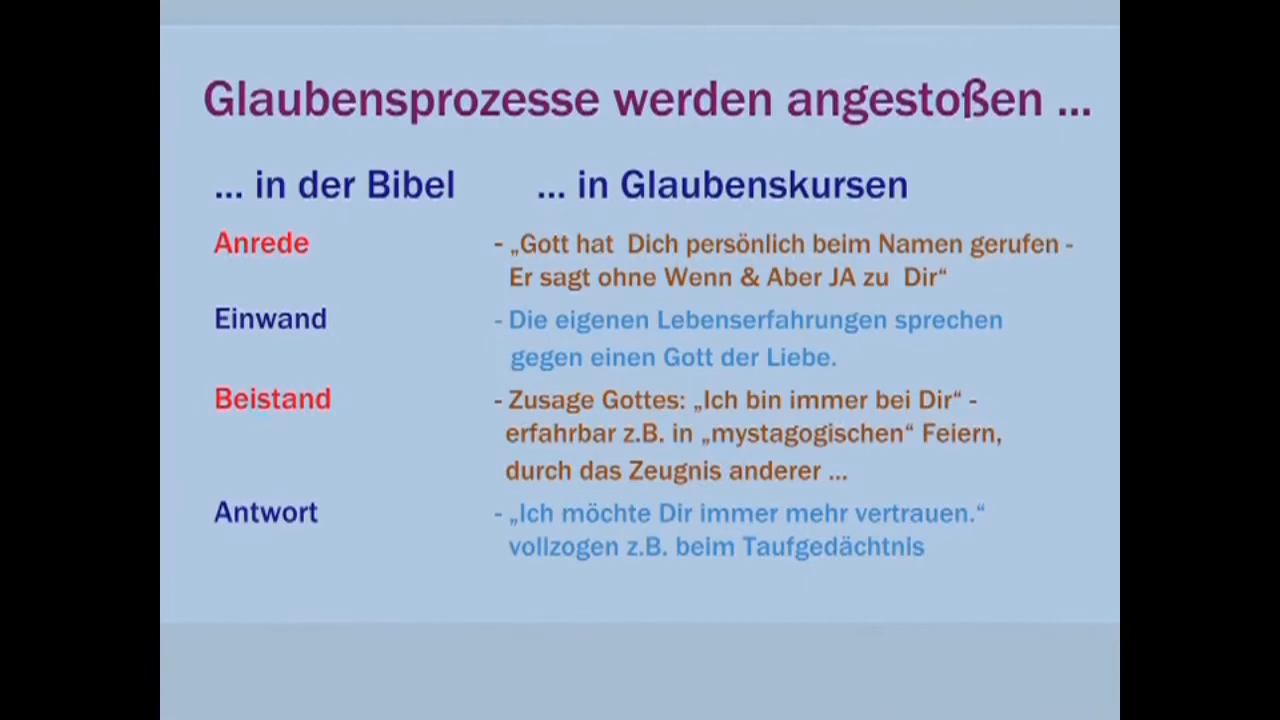 Glaubensprozesse werden angestoßen ...
... in der Bibel ... in Glaubenskursen
Anrede - „Gott hat Dich persönlich beim Namen gerufen -
Er sagt ohne Wenn & Aber JA zu Dir“
Einwand - Die eigenen Lebenserfahrungen sprechen
gegen einen Gott der Liebe.
Beistand - Zusage Gottes: „Ich bin immer bei Dir“ -
erfahrbar z.B. in „mystagogischen“ Feiern,
durch das Zeugnis anderer ...
Antwort - „Ich möchte Dir immer mehr vertrauen.“
vollzogen z.B. beim Taufgedächtnis